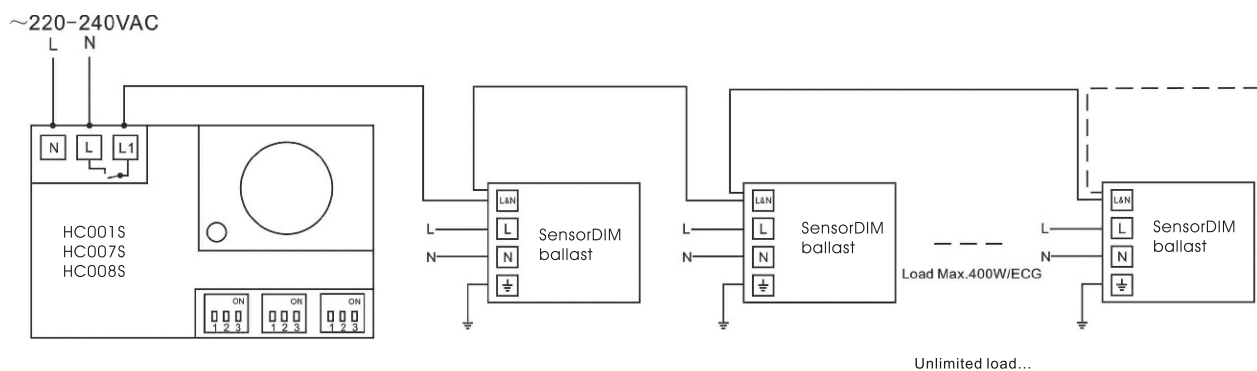 ~220-240VAC
L N
N L L1
HC001S
HC007S
HC008S
ON
1 2 3
ON
1 2 3
ON
1 2 3
L&N
L L
N N
SensorDIM
ballast
L&N
L L
N N
SensorDIM
ballast
Load Max.400W/ECG
L&N
L L
N N
SensorDIM
ballast
Unlimited load...